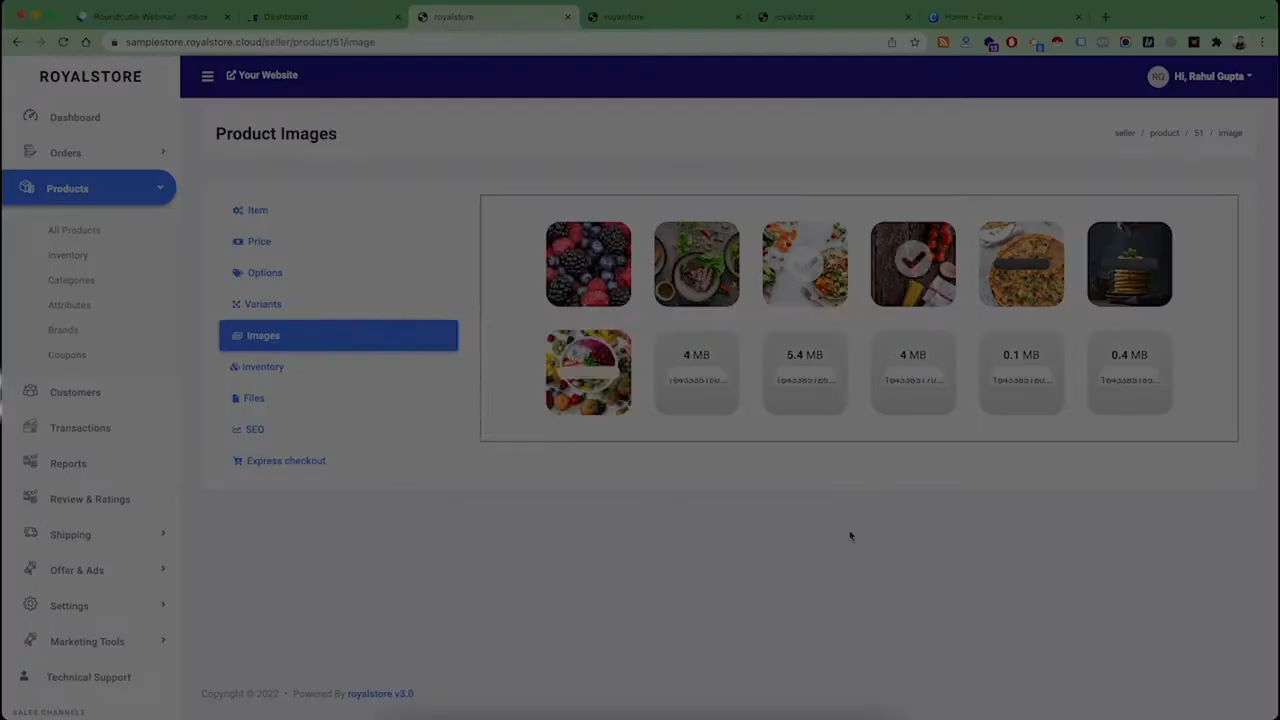 Roundcube Webmail - Inbox
Dashboard
royalstore
royalstore
royalstore
Home - Canva
samplestore.royalstore.cloud/seller/product/51/image
ROYALSTORE
Your Website
RG Hi, Rahul Gupta
Dashboard
Orders
Products
All Products
Inventory
Categories
Attributes
Brands
Coupons
Customers
Transactions
Reports
Review & Ratings
Shipping
Offer & Ads
Settings
Marketing Tools
Technical Support
SALES CHANNELS
Product Images
seller / product / 51 / image
Item
Price
Options
Variants
Images
Inventory
Files
SEO
Express checkout
4 MB
5.4 MB
4 MB
0.1 MB
0.4 MB
Copyright © 2022 • Powered By royalstore v3.0